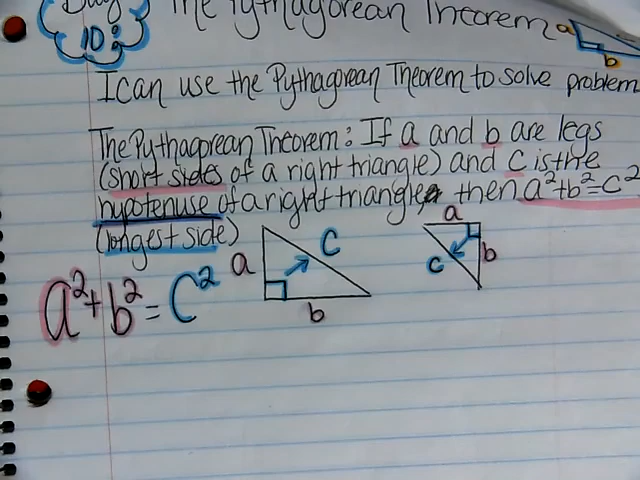 Day The Pythagorean Theorem a
10: b
I can use the Pythagorean Theorem to solve problem
The Pythagorean Theorem: If a and b are legs
(short sides of a right triangle) and c is the
hypotenuse of a right triangle, then a²+b²=c²
(longest side)
a c b
a c b
a²+b²=c²